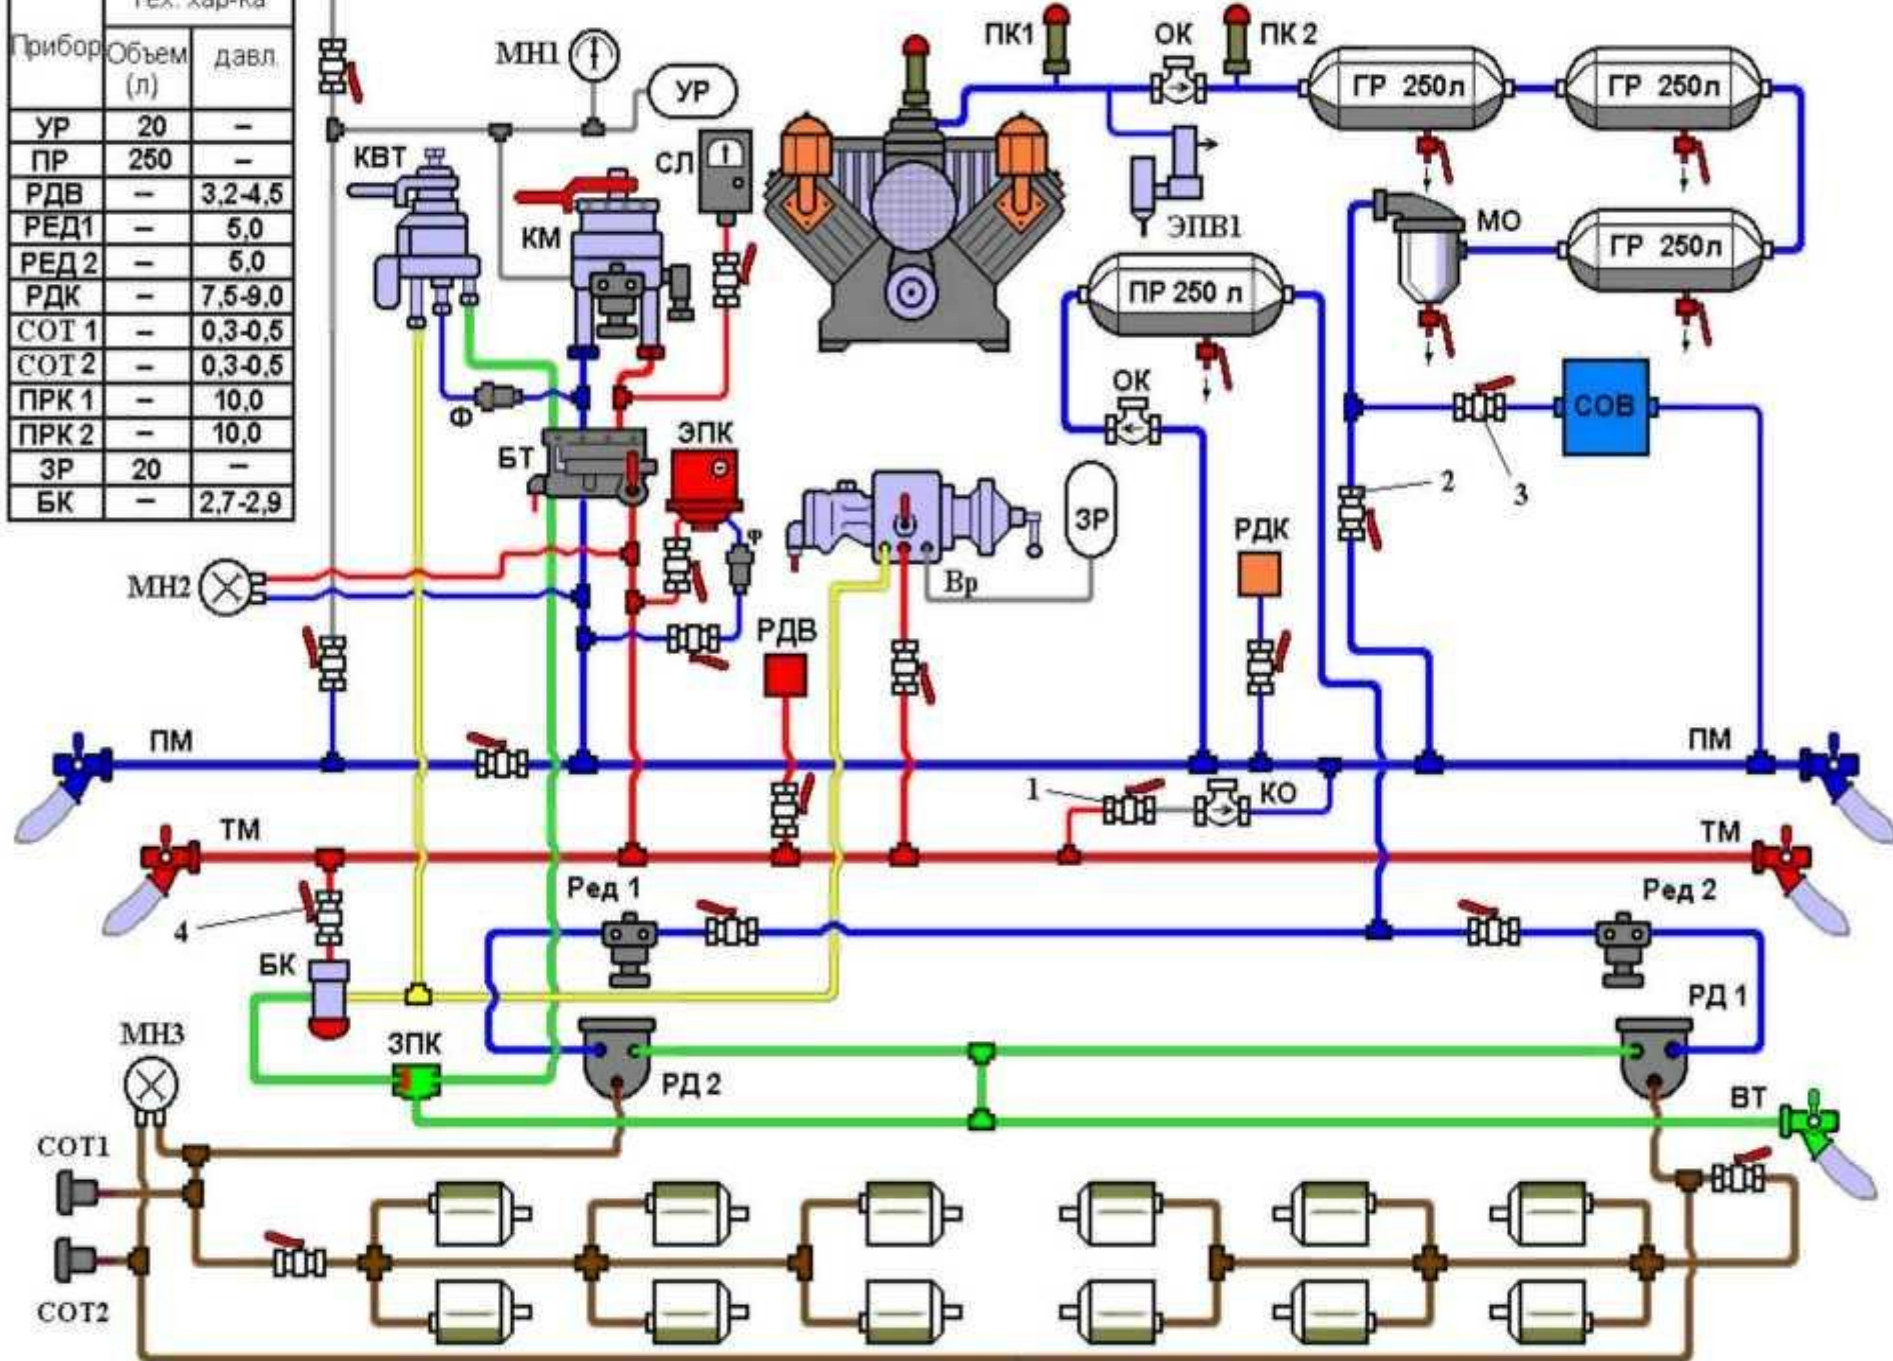 Тех. хар-ка
Прибор
Объем (л)
давл.
УР 20 –
ПР 250 –
РДВ – 3,2-4,5
РЕД1 – 5,0
РЕД 2 – 5,0
РДК – 7,5-9,0
СОТ 1 – 0,3-0,5
СОТ 2 – 0,3-0,5
ПРК 1 – 10,0
ПРК 2 – 10,0
ЗР 20 –
БК – 2,7-2,9
МН1
УР
КВТ
КМ
СЛ
ПК1
ОК
ПК 2
ГР 250л
ГР 250л
ЭПВ1
МО
ГР 250л
ПР 250 л
ОК
СОВ
Ф
БТ
ЭПК
Ф
2
3
ЗР
РДК
МН2
Вр
РДВ
ПМ
ПМ
1
КО
ТМ
ТМ
Ред 1
Ред 2
4
БК
РД 1
МН3
ЗПК
РД 2
ВТ
СОТ1
СОТ2